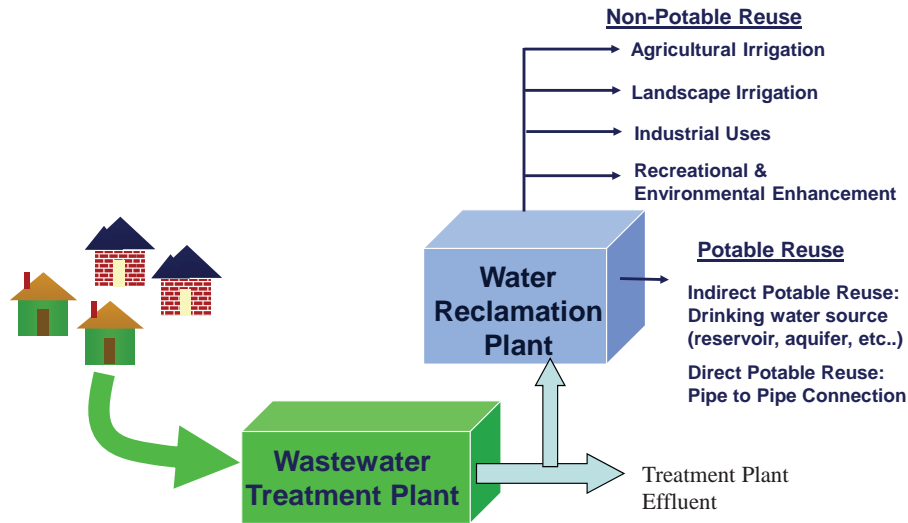 Non-Potable Reuse
Agricultural Irrigation
Landscape Irrigation
Industrial Uses
Recreational &
Environmental Enhancement
Water
Reclamation
Plant
Potable Reuse
Indirect Potable Reuse:
Drinking water source
(reservoir, aquifer, etc..)
Direct Potable Reuse:
Pipe to Pipe Connection
Wastewater
Treatment Plant
Treatment Plant
Effluent